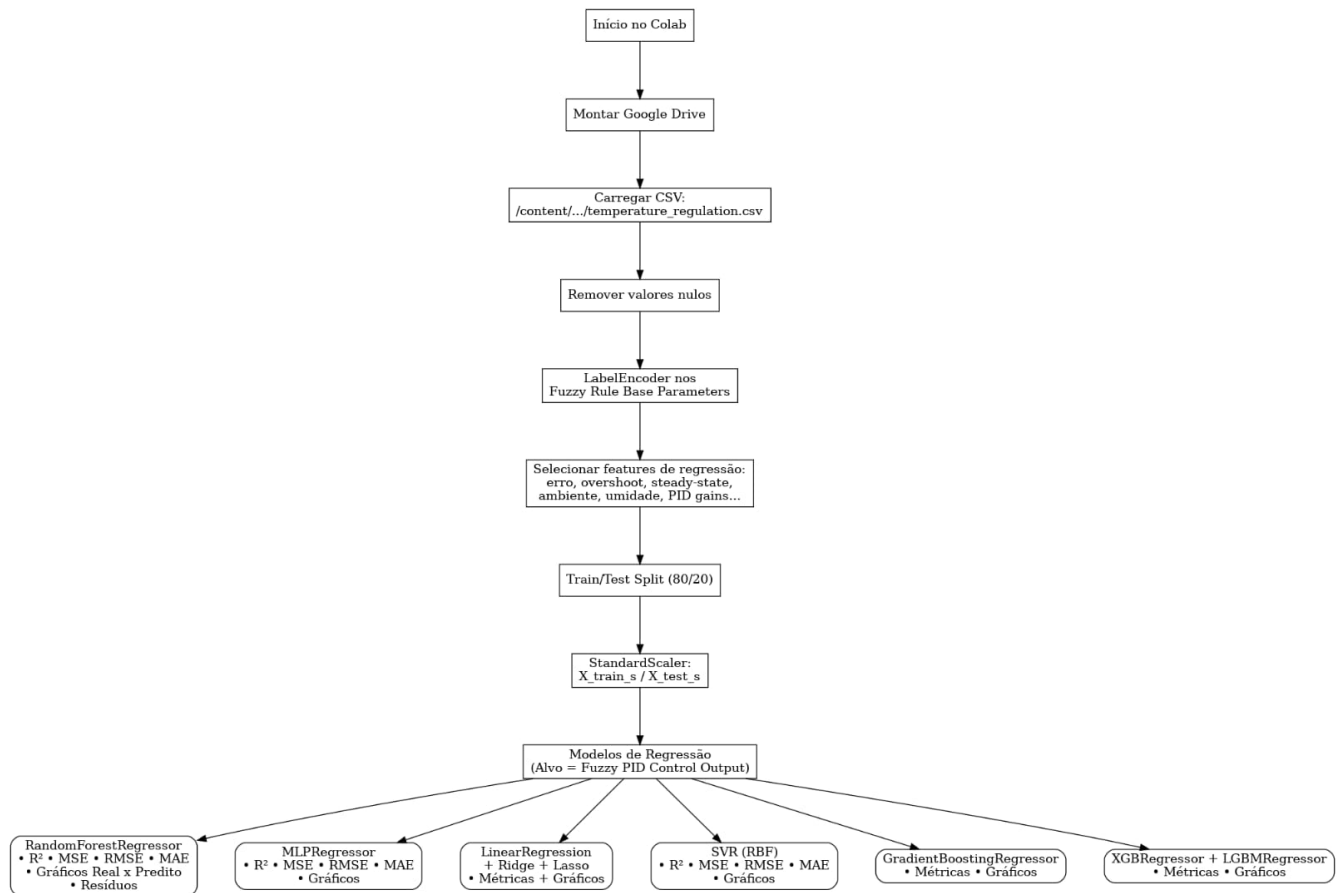 Início no Colab
Montar Google Drive
Carregar CSV:
/content/.../temperature_regulation.csv
Remover valores nulos
LabelEncoder nos
Fuzzy Rule Base Parameters
Selecionar features de regressão:
erro, overshoot, steady-state,
ambiente, umidade, PID gains...
Train/Test Split (80/20)
StandardScaler:
X_train_s / X_test_s
Modelos de Regressão
(Alvo = Fuzzy PID Control Output)
RandomForestRegressor
• R² • MSE • RMSE • MAE
• Gráficos Real x Predito
• Resíduos
MLPRegressor
• R² • MSE • RMSE • MAE
• Gráficos
LinearRegression
+ Ridge + Lasso
• Métricas + Gráficos
SVR (RBF)
• R² • MSE • RMSE • MAE
• Gráficos
GradientBoostingRegressor
• Métricas • Gráficos
XGBRegressor + LGBMRegressor
• Métricas • Gráficos